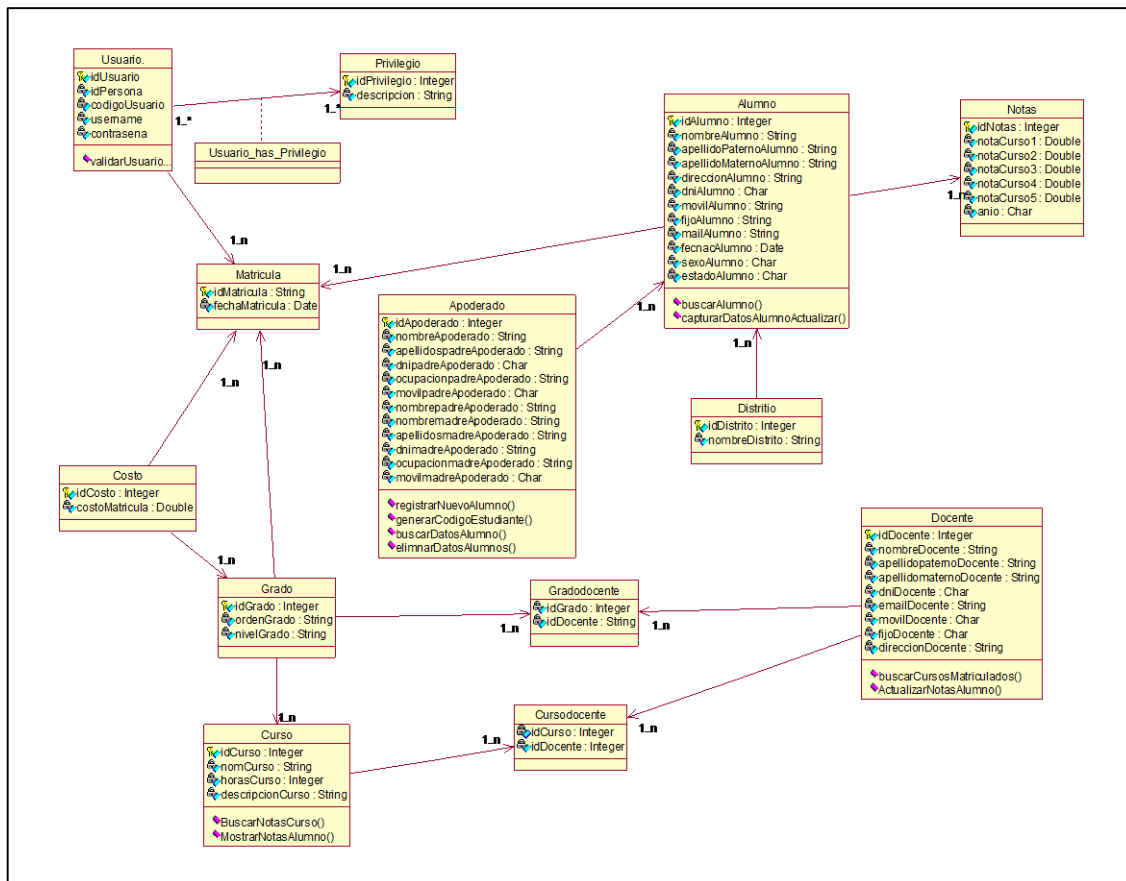 Usuario.
idUsuario
idPersona
codigoUsuario
username
contrasena
validarUsuario...
1..*
1..*
Privilegio
idPrivilegio : Integer
descripcion : String
Usuario_has_Privilegio
Alumno
idAlumno : Integer
nombreAlumno : String
apellidoPaternoAlumno : String
apellidoMaternoAlumno : String
direccionAlumno : String
dniAlumno : Char
movilAlumno : String
fijoAlumno : String
mailAlumno : String
fecnacAlumno : Date
sexoAlumno : Char
estadoAlumno : Char
buscarAlumno()
capturarDatosAlumnoActualizar()
Notas
idNotas : Integer
notaCurso1 : Double
notaCurso2 : Double
notaCurso3 : Double
notaCurso4 : Double
notaCurso5 : Double
anio : Char
1..n
1..n
1..n
Matricula
idMatricula : String
fechaMatricula : Date
1..n
1..n
Apoderado
idApoderado : Integer
nombreApoderado : String
apellidospadreApoderado : String
dnipadreApoderado : Char
ocupacionpadreApoderado : String
movilpadreApoderado : Char
nombrepadreApoderado : String
nombremadreApoderado : String
apellidosmadreApoderado : String
dnimadreApoderado : String
ocupacionmadreApoderado : String
movilmadreApoderado : Char
registrarNuevoAlumno()
generarCodigoEstudiante()
buscarDatosAlumno()
elimnarDatosAlumnos()
1..n
1..n
Distritio
idDistrito : Integer
nombreDistrito : String
Costo
idCosto : Integer
costoMatricula : Double
1..n
Grado
idGrado : Integer
ordenGrado : String
nivelGrado : String
Gradodocente
idGrado : Integer
idDocente : String
1..n
1..n
Docente
idDocente : Integer
nombreDocente : String
apellidopaternoDocente : String
apellidomaternoDocente : String
dniDocente : Char
emailDocente : String
movilDocente : Char
fijoDocente : Char
direccionDocente : String
buscarCursosMatriculados()
ActualizarNotasAlumno()
1..n
Curso
idCurso : Integer
nomCurso : String
horasCurso : Integer
descripcionCurso : String
BuscarNotasCurso()
MostrarNotasAlumno()
Cursodocente
idCurso : Integer
idDocente : Integer
1..n
1..n